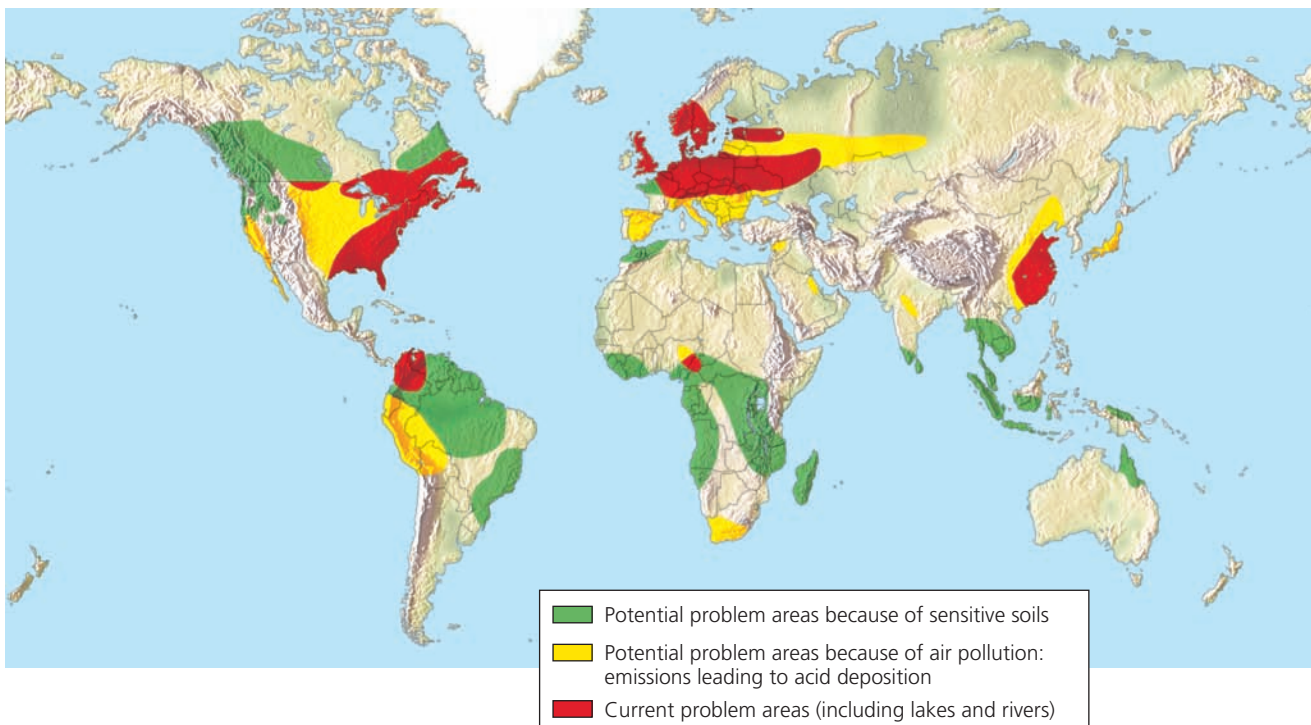 Potential problem areas because of sensitive soils
Potential problem areas because of air pollution:
emissions leading to acid deposition
Current problem areas (including lakes and rivers)